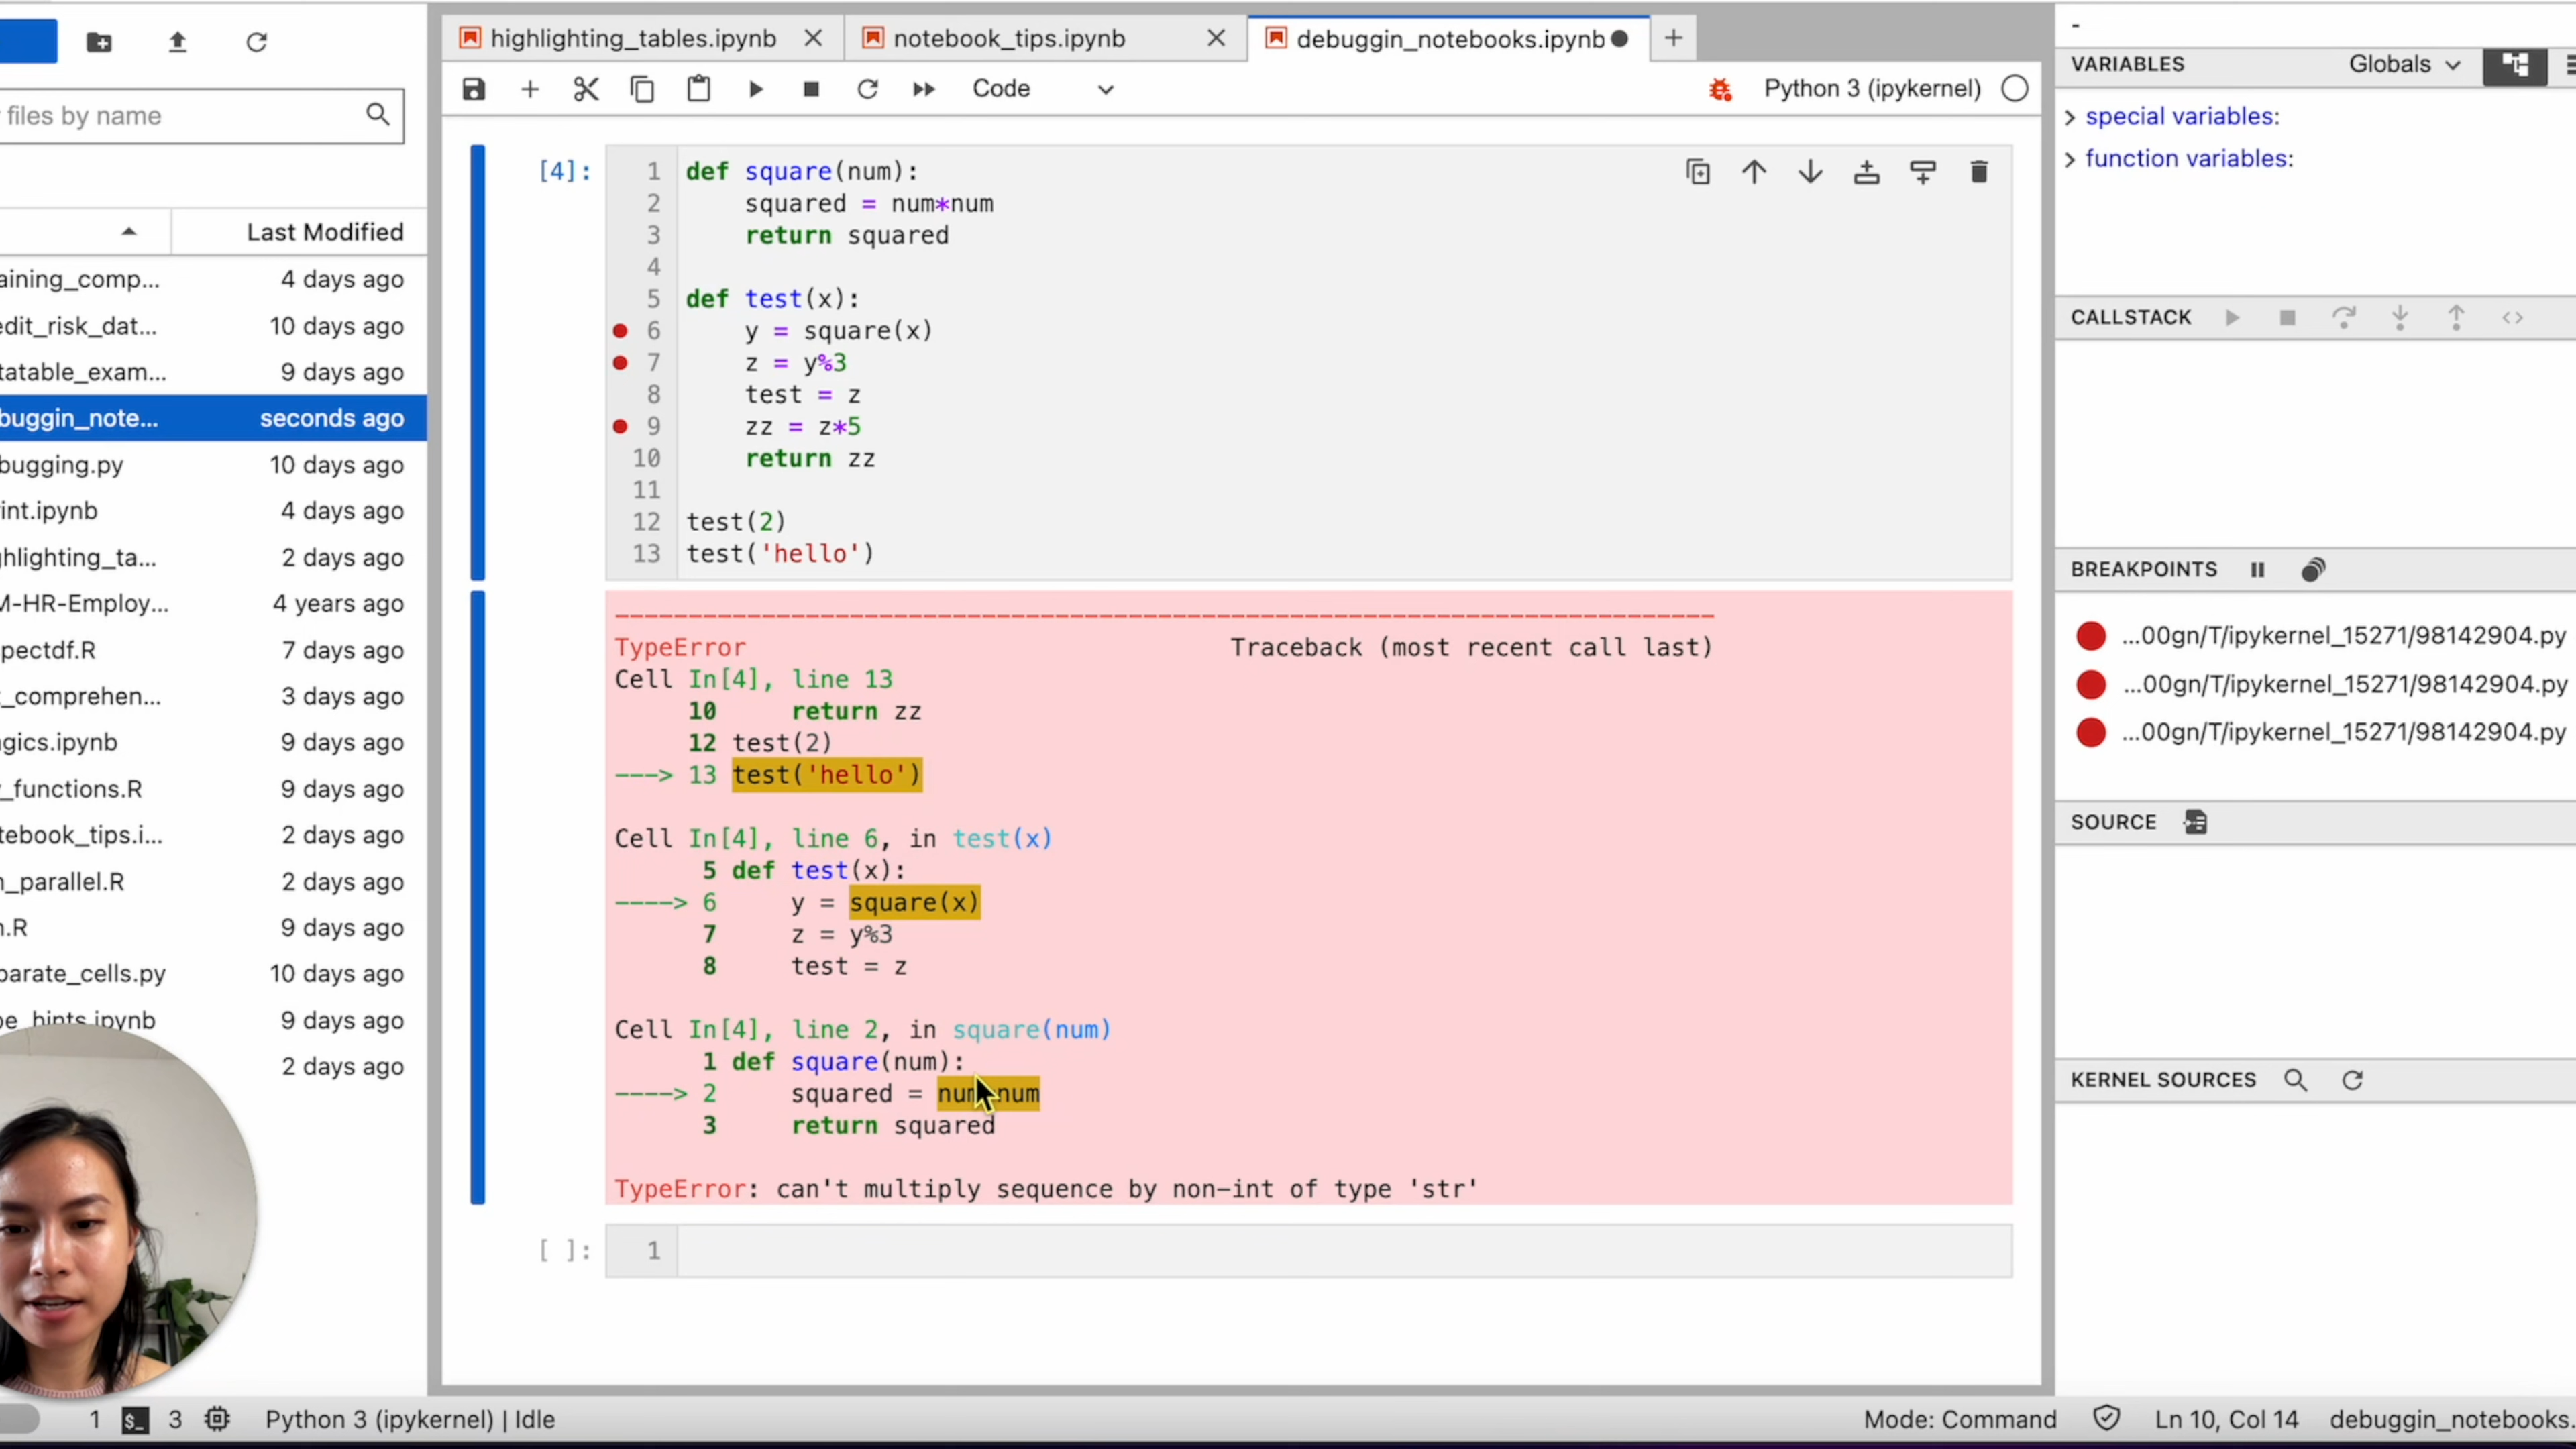 highlighting_tables.ipynb
notebook_tips.ipynb
debuggin_notebooks.ipynb
Code
Python 3 (ipykernel)
files by name
Last Modified
aining_comp... 4 days ago
edit_risk_dat... 10 days ago
tatable_exam... 9 days ago
buggin_note... seconds ago
bugging.py 10 days ago
int.ipynb 4 days ago
ghlighting_ta... 2 days ago
M-HR-Employ... 4 years ago
pectdf.R 7 days ago
_comprehen... 3 days ago
gics.ipynb 9 days ago
_functions.R 9 days ago
tebook_tips.i... 2 days ago
_parallel.R 2 days ago
.R 9 days ago
parate_cells.py 10 days ago
pe_hints.ipynb 9 days ago
2 days ago
[4]:
1 def square(num):
2 squared = num*num
3 return squared
4
5 def test(x):
6 y = square(x)
7 z = y%3
8 test = z
9 zz = z*5
10 return zz
11
12 test(2)
13 test('hello')
---------------------------------------------------------------------------
TypeError Traceback (most recent call last)
Cell In[4], line 13
10 return zz
12 test(2)
---> 13 test('hello')
Cell In[4], line 6, in test(x)
5 def test(x):
----> 6 y = square(x)
7 z = y%3
8 test = z
Cell In[4], line 2, in square(num)
1 def square(num):
----> 2 squared = num num
3 return squared
TypeError: can't multiply sequence by non-int of type 'str'
[ ]: 1
-
VARIABLES Globals
special variables:
function variables:
CALLSTACK
BREAKPOINTS
...00gn/T/ipykernel_15271/98142904.py
...00gn/T/ipykernel_15271/98142904.py
...00gn/T/ipykernel_15271/98142904.py
SOURCE
KERNEL SOURCES
1 $_ 3 Python 3 (ipykernel) | Idle
Mode: Command Ln 10, Col 14 debuggin_notebooks.